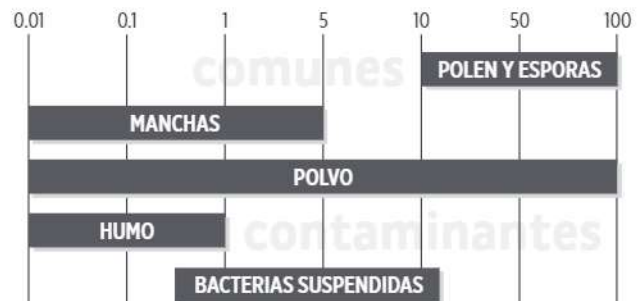 0.01 0.1 1 5 10 50 100
comunes
POLEN Y ESPORAS
MANCHAS
POLVO
HUMO
contaminantes
BACTERIAS SUSPENDIDAS